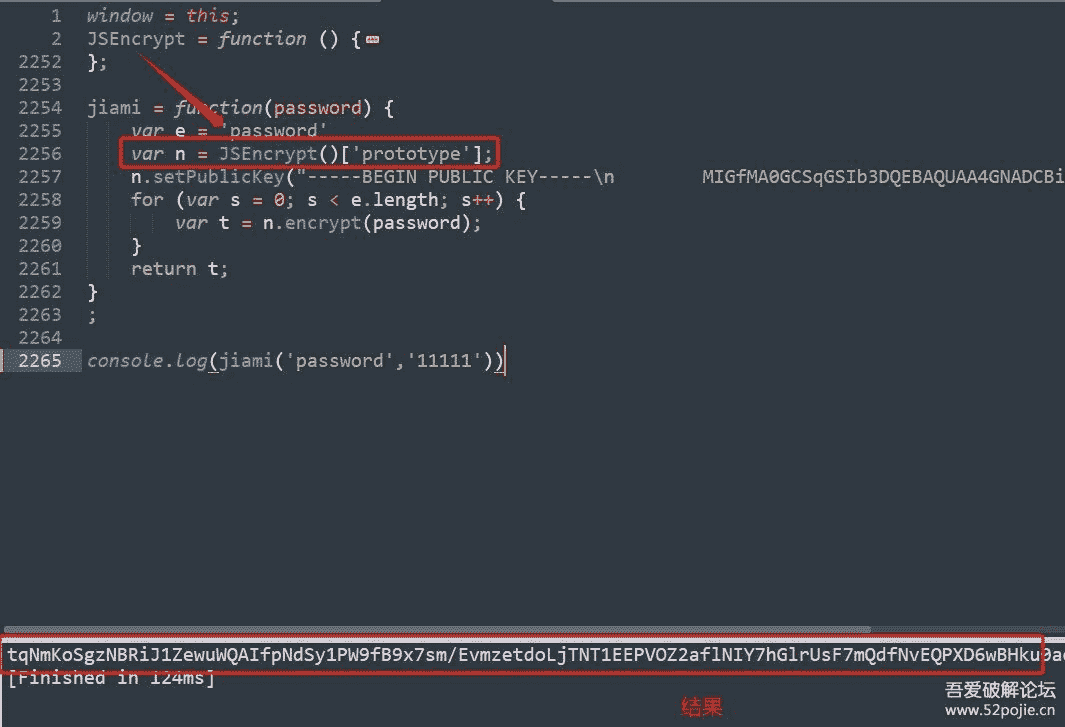 1 window = this;
2 JSEncrypt = function () {
2252 };
2253
2254 jiami = function(password) {
2255 var e = 'password'
2256 var n = JSEncrypt()['prototype'];
2257 n.setPublicKey("-----BEGIN PUBLIC KEY-----\n MIGfMA0GCSqGSIb3DQEBAQUAA4GNADCBi
2258 for (var s = 0; s < e.length; s++) {
2259 var t = n.encrypt(password);
2260 }
2261 return t;
2262 }
2263 ;
2264
2265 console.log(jiami('password','11111'))
tqNmKoSgzNBRiJ1ZewuWQAIfpNdSy1PW9fB9x7sm/EvmzetdoLjTNT1EEPVOZ2aflNIY7hGlrUsF7mQdfNvEQPXD6wBHku9a
[Finished in 124ms]
结果
吾爱破解论坛
www.52pojie.cn